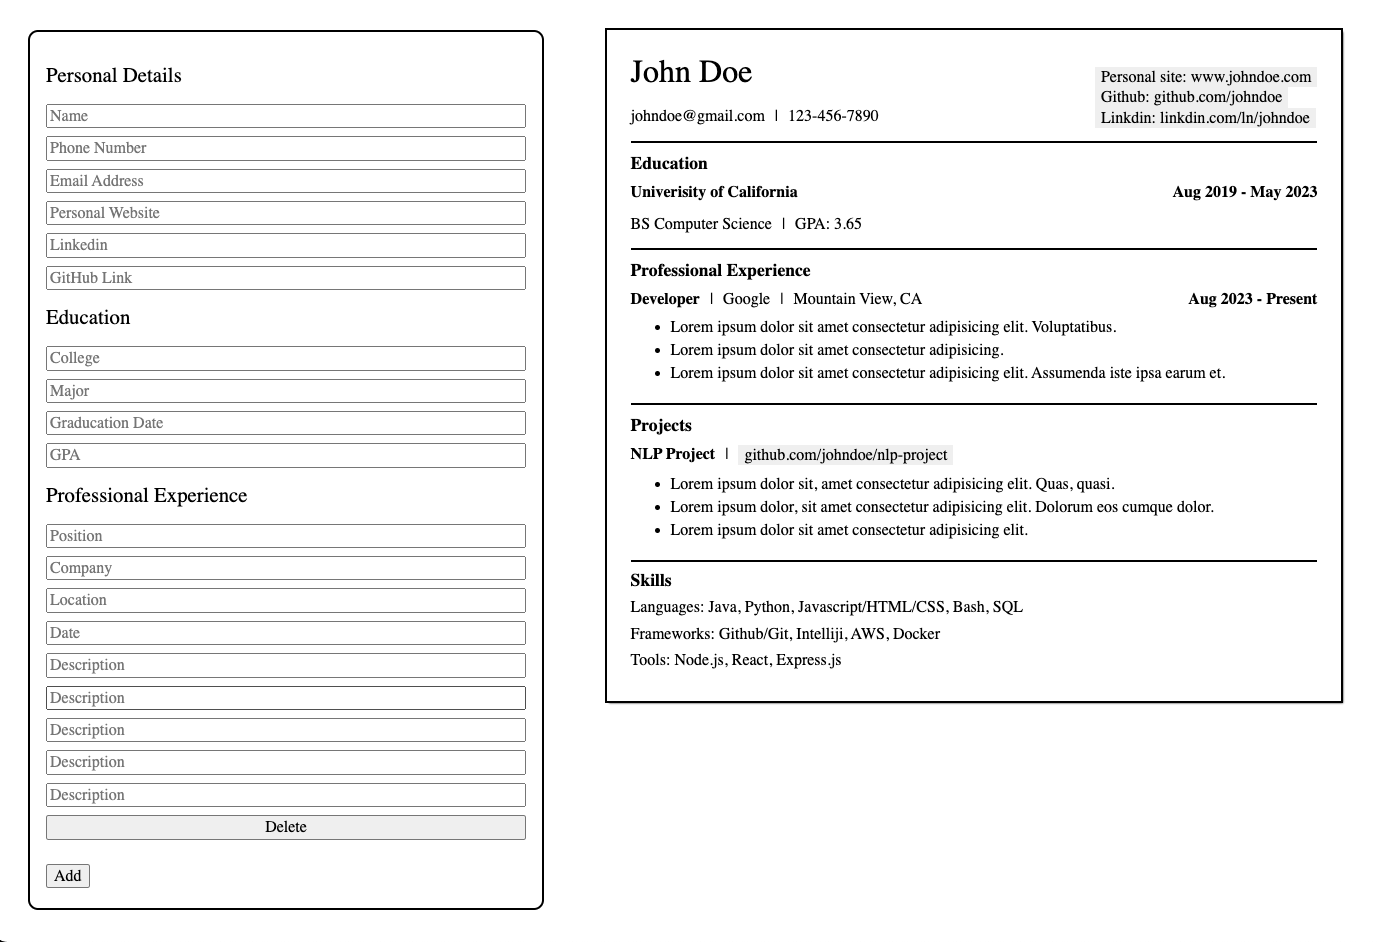 Personal Details
Name
Phone Number
Email Address
Personal Website
Linkedin
GitHub Link
Education
College
Major
Graducation Date
GPA
Professional Experience
Position
Company
Location
Date
Description
Description
Description
Description
Description
Delete
Add
John Doe
johndoe@gmail.com | 123-456-7890
Personal site: www.johndoe.com
Github: github.com/johndoe
Linkdin: linkdin.com/ln/johndoe
Education
Univerisity of California Aug 2019 - May 2023
BS Computer Science | GPA: 3.65
Professional Experience
Developer | Google | Mountain View, CA Aug 2023 - Present
• Lorem ipsum dolor sit amet consectetur adipisicing elit. Voluptatibus.
• Lorem ipsum dolor sit amet consectetur adipisicing.
• Lorem ipsum dolor sit amet consectetur adipisicing elit. Assumenda iste ipsa earum et.
Projects
NLP Project | github.com/johndoe/nlp-project
• Lorem ipsum dolor sit, amet consectetur adipisicing elit. Quas, quasi.
• Lorem ipsum dolor, sit amet consectetur adipisicing elit. Dolorum eos cumque dolor.
• Lorem ipsum dolor sit amet consectetur adipisicing elit.
Skills
Languages: Java, Python, Javascript/HTML/CSS, Bash, SQL
Frameworks: Github/Git, Intelliji, AWS, Docker
Tools: Node.js, React, Express.js